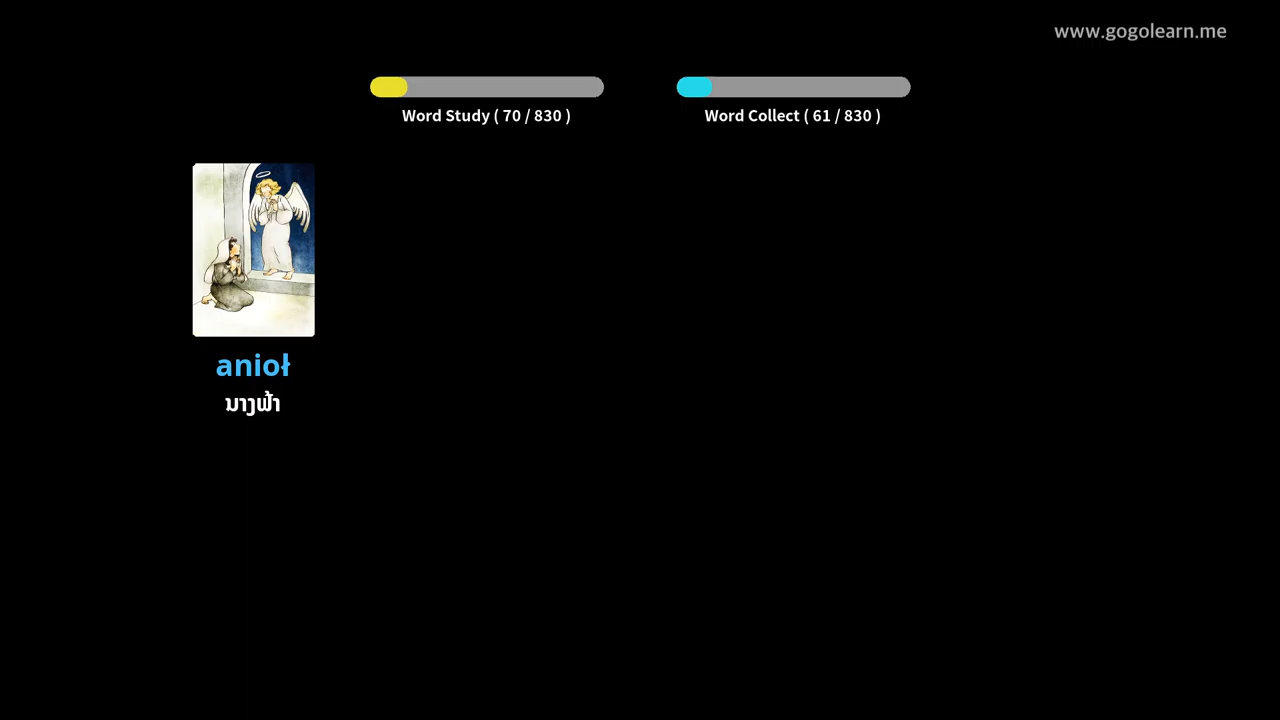 www.gogolearn.me
Word Study ( 70 / 830 )
Word Collect ( 61 / 830 )
anioł
ນາງຟ້າ